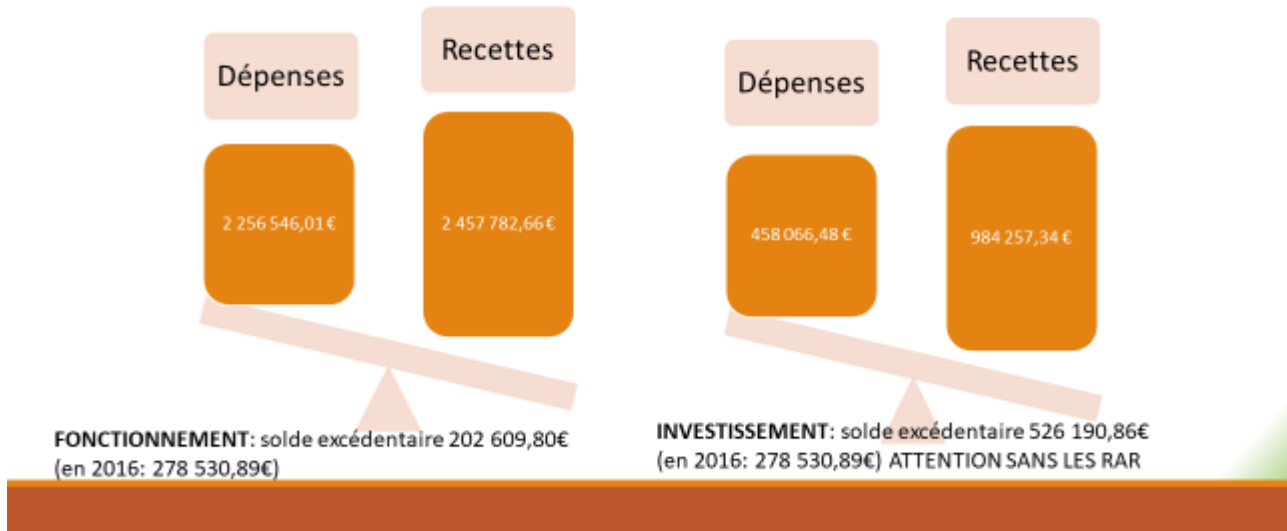 Dépenses
Recettes
2 256 546,01€
2 457 782,66€
FONCTIONNEMENT: solde excédentaire 202 609,80€
(en 2016: 278 530,89€)
Dépenses
Recettes
458 066,48 €
984 257,34 €
INVESTISSEMENT: solde excédentaire 526 190,86€
(en 2016: 278 530,89€) ATTENTION SANS LES RAR